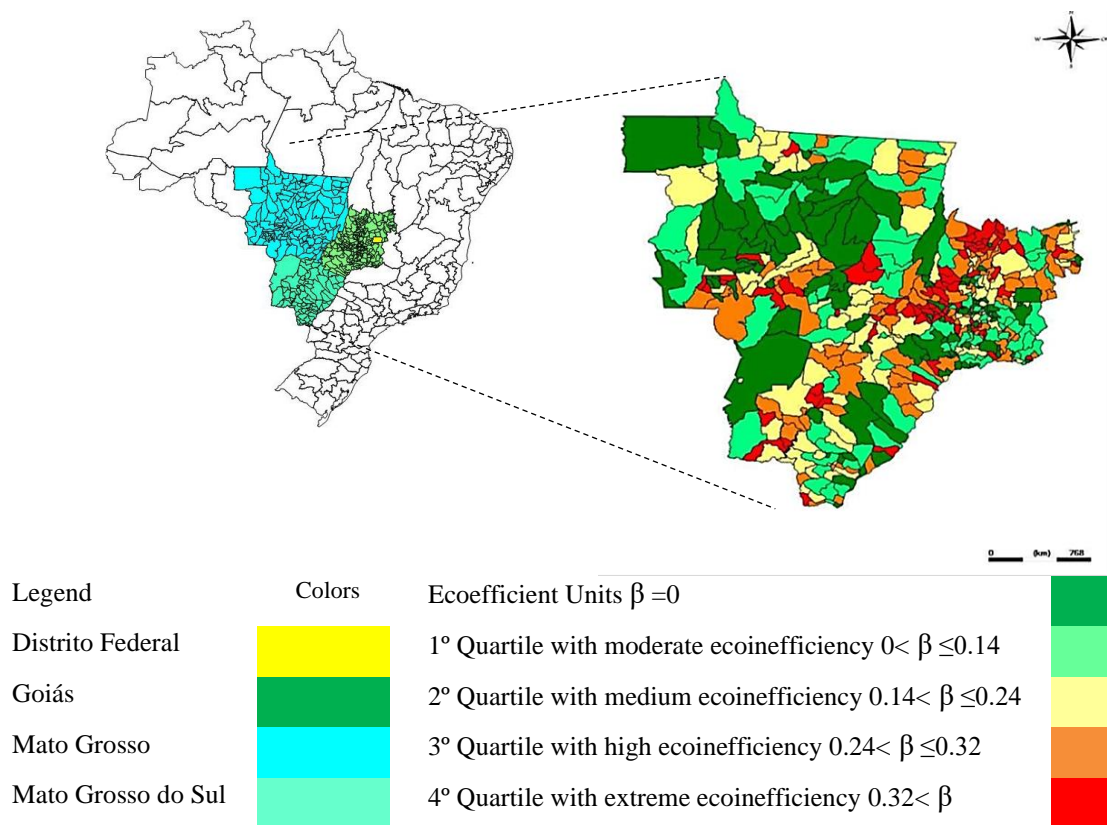 N
W
S
0 (km) 768
Legend Colors Ecoefficient Units β =0
Distrito Federal 1º Quartile with moderate ecoinefficiency 0< β ≤0.14
Goiás 2º Quartile with medium ecoinefficiency 0.14< β ≤0.24
Mato Grosso 3º Quartile with high ecoinefficiency 0.24< β ≤0.32
Mato Grosso do Sul 4º Quartile with extreme ecoinefficiency 0.32< β